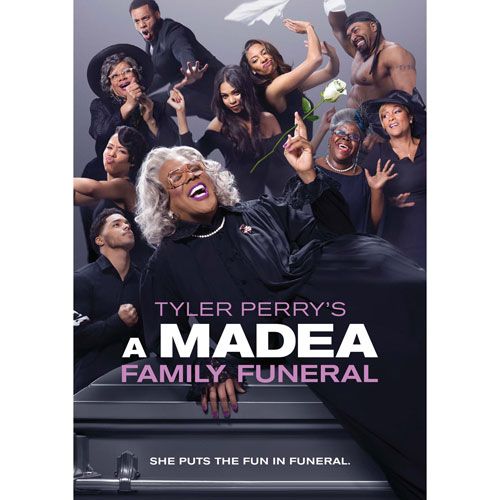 TYLER PERRY'S
A MADEA
FAMILY FUNERAL
SHE PUTS THE FUN IN FUNERAL.